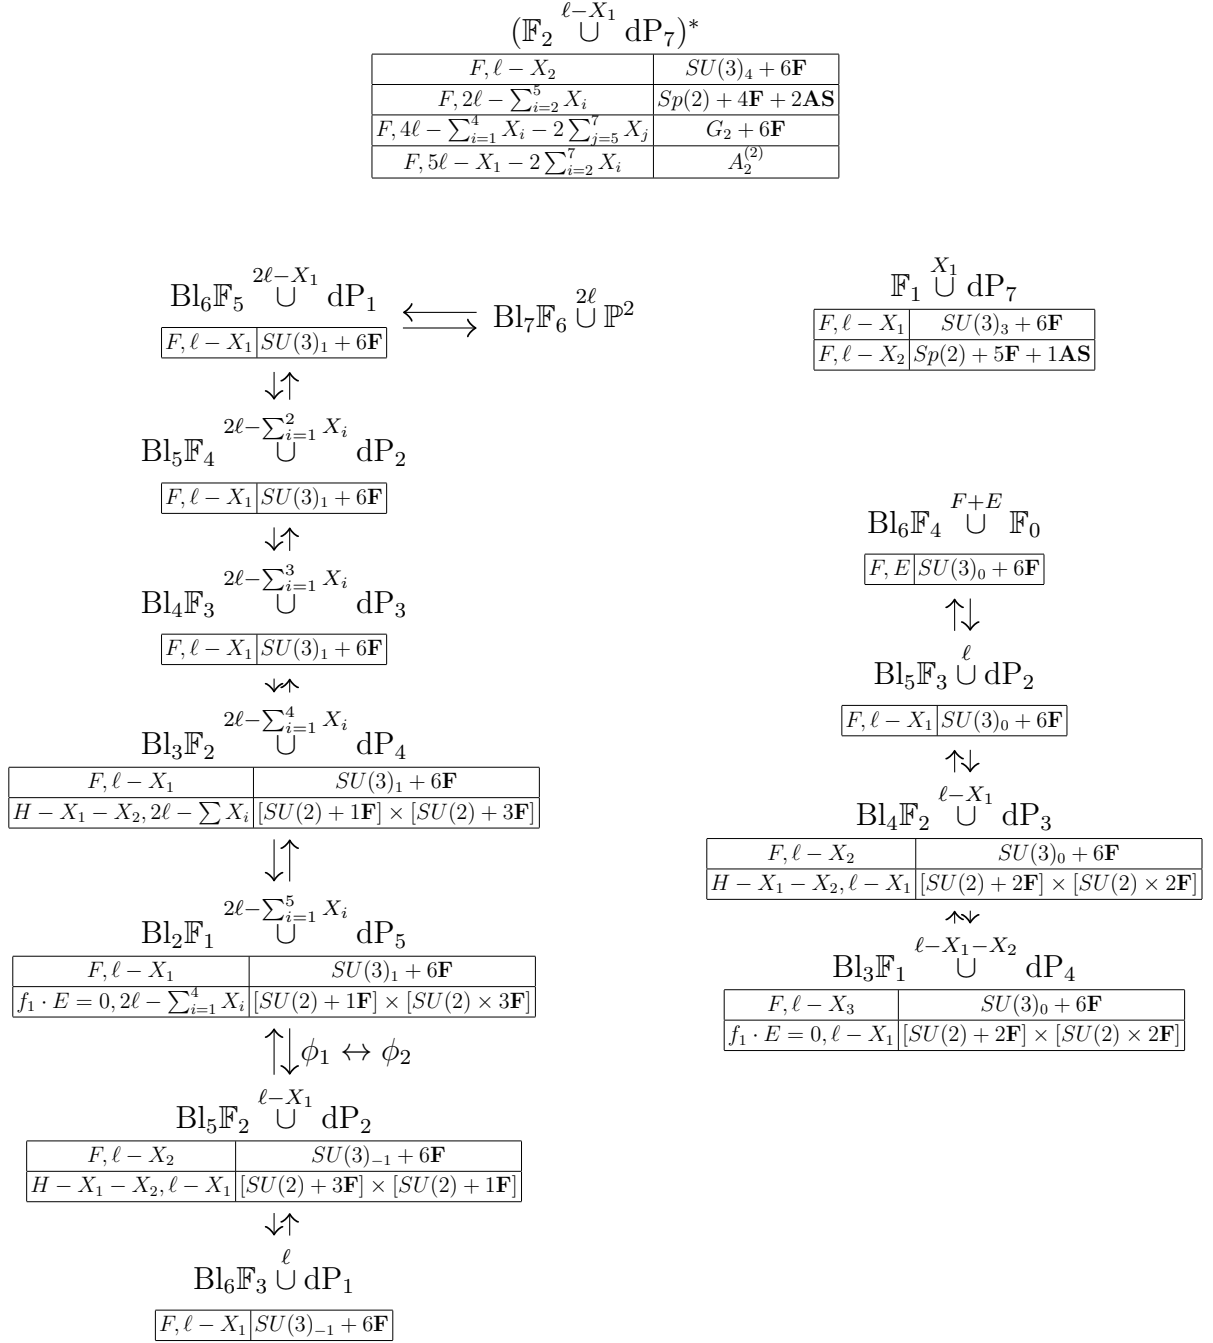 (𝔽₂ ∪^{ℓ−X₁} dP₇)*
F, ℓ − X₂ | SU(3)₄ + 6𝐅
F, 2ℓ − ∑_{i=2}^{5} X_i | Sp(2) + 4𝐅 + 2𝐀𝐒
F, 4ℓ − ∑_{i=1}^{4} X_i − 2∑_{j=5}^{7} X_j | G₂ + 6𝐅
F, 5ℓ − X₁ − 2∑_{i=2}^{7} X_i | A₂^{(2)}
Bl₆𝔽₅ ∪^{2ℓ−X₁} dP₁ ⇄ Bl₇𝔽₆ ∪^{2ℓ} ℙ²
F, ℓ − X₁ | SU(3)₁ + 6𝐅
↓↑
Bl₅𝔽₄ ∪^{2ℓ−∑_{i=1}^{2} X_i} dP₂
F, ℓ − X₁ | SU(3)₁ + 6𝐅
↓↑
Bl₄𝔽₃ ∪^{2ℓ−∑_{i=1}^{3} X_i} dP₃
F, ℓ − X₁ | SU(3)₁ + 6𝐅
↓↑
Bl₃𝔽₂ ∪^{2ℓ−∑_{i=1}^{4} X_i} dP₄
F, ℓ − X₁ | SU(3)₁ + 6𝐅
H − X₁ − X₂, 2ℓ − ∑ X_i | [SU(2) + 1𝐅] × [SU(2) + 3𝐅]
↓↑
Bl₂𝔽₁ ∪^{2ℓ−∑_{i=1}^{5} X_i} dP₅
F, ℓ − X₁ | SU(3)₁ + 6𝐅
f₁ · E = 0, 2ℓ − ∑_{i=1}^{4} X_i | [SU(2) + 1𝐅] × [SU(2) × 3𝐅]
↑↓ ϕ₁ ↔ ϕ₂
Bl₅𝔽₂ ∪^{ℓ−X₁} dP₂
F, ℓ − X₂ | SU(3)₋₁ + 6𝐅
H − X₁ − X₂, ℓ − X₁ | [SU(2) + 3𝐅] × [SU(2) + 1𝐅]
↓↑
Bl₆𝔽₃ ∪^{ℓ} dP₁
F, ℓ − X₁ | SU(3)₋₁ + 6𝐅
𝔽₁ ∪^{X₁} dP₇
F, ℓ − X₁ | SU(3)₃ + 6𝐅
F, ℓ − X₂ | Sp(2) + 5𝐅 + 1𝐀𝐒
Bl₆𝔽₄ ∪^{F+E} 𝔽₀
F, E | SU(3)₀ + 6𝐅
↑↓
Bl₅𝔽₃ ∪^{ℓ} dP₂
F, ℓ − X₁ | SU(3)₀ + 6𝐅
↑↓
Bl₄𝔽₂ ∪^{ℓ−X₁} dP₃
F, ℓ − X₂ | SU(3)₀ + 6𝐅
H − X₁ − X₂, ℓ − X₁ | [SU(2) + 2𝐅] × [SU(2) × 2𝐅]
↑↓
Bl₃𝔽₁ ∪^{ℓ−X₁−X₂} dP₄
F, ℓ − X₃ | SU(3)₀ + 6𝐅
f₁ · E = 0, ℓ − X₁ | [SU(2) + 2𝐅] × [SU(2) × 2𝐅]